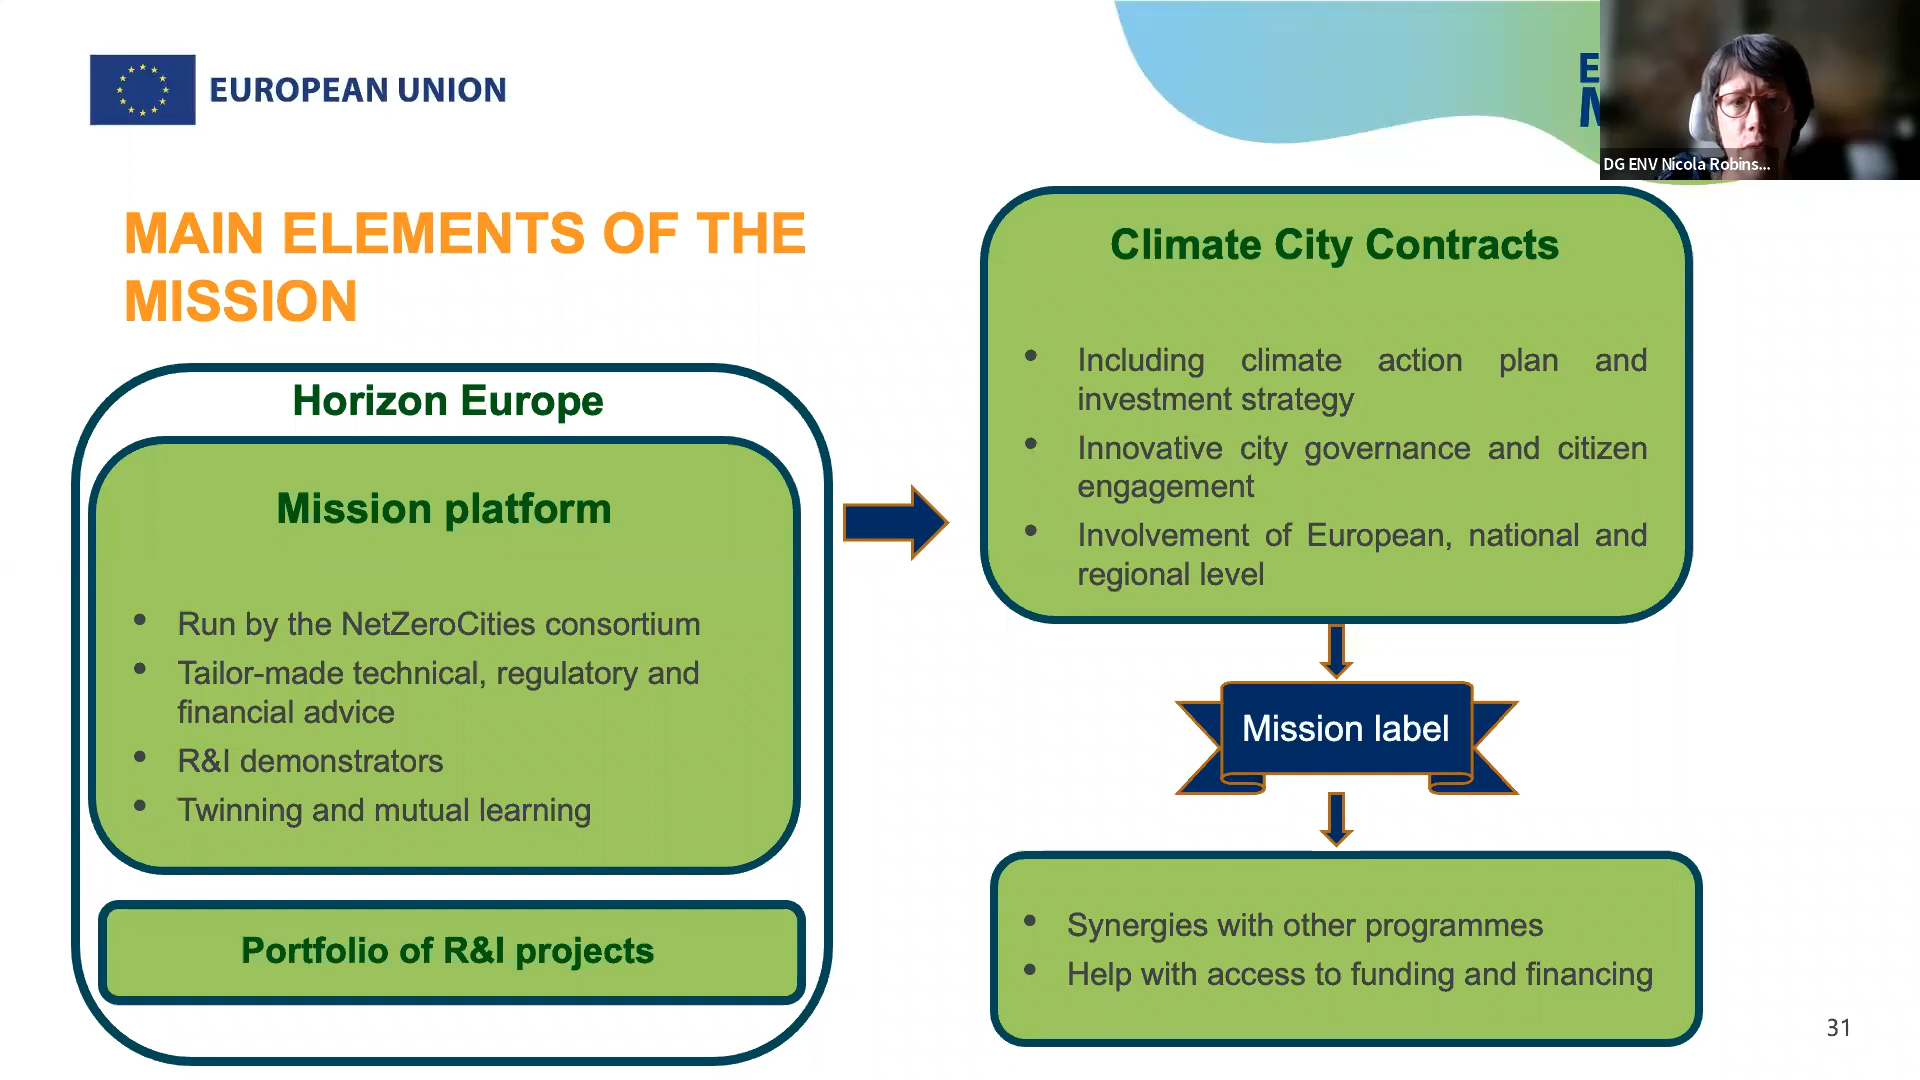 EUROPEAN UNION
E
M
DG ENV Nicola Robins...
MAIN ELEMENTS OF THE
MISSION
Horizon Europe
Mission platform
• Run by the NetZeroCities consortium
• Tailor-made technical, regulatory and
financial advice
• R&I demonstrators
• Twinning and mutual learning
Portfolio of R&I projects
Climate City Contracts
• Including climate action plan and
investment strategy
• Innovative city governance and citizen
engagement
• Involvement of European, national and
regional level
Mission label
• Synergies with other programmes
• Help with access to funding and financing
31